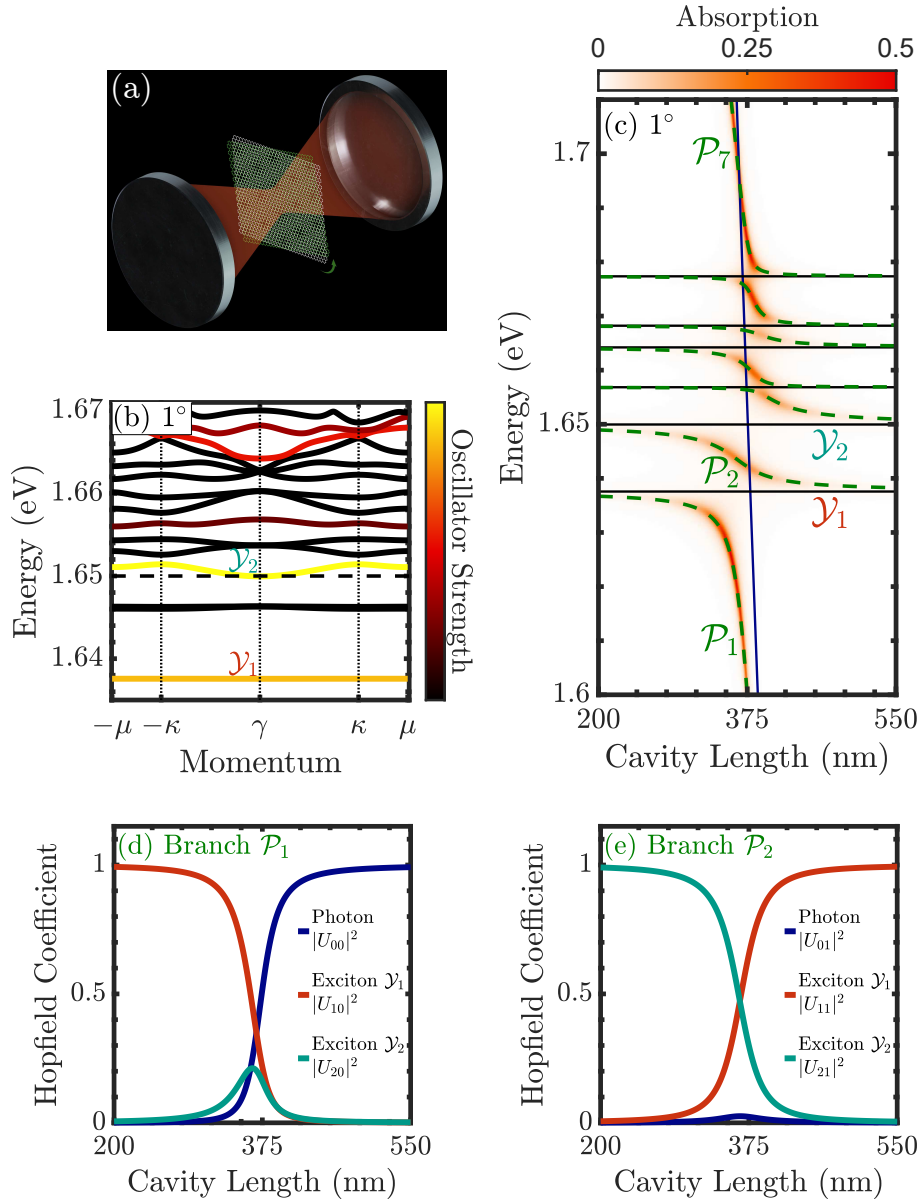 (a)
Absorption
0 0.25 0.5
(c) 1°
𝒫₇
𝒫₂
𝒫₁
𝒴₂
𝒴₁
1.7
1.65
1.6
Energy (eV)
200 375 550
Cavity Length (nm)
(b) 1°
1.67
1.66
1.65
1.64
Energy (eV)
𝒴₂
𝒴₁
−μ −κ γ κ μ
Momentum
Oscillator Strength
(d) Branch 𝒫₁
1
0.5
0
Hopfield Coefficient
Photon
|U₀₀|²
Exciton 𝒴₁
|U₁₀|²
Exciton 𝒴₂
|U₂₀|²
200 375 550
Cavity Length (nm)
(e) Branch 𝒫₂
1
0.5
0
Hopfield Coefficient
Photon
|U₀₁|²
Exciton 𝒴₁
|U₁₁|²
Exciton 𝒴₂
|U₂₁|²
200 375 550
Cavity Length (nm)